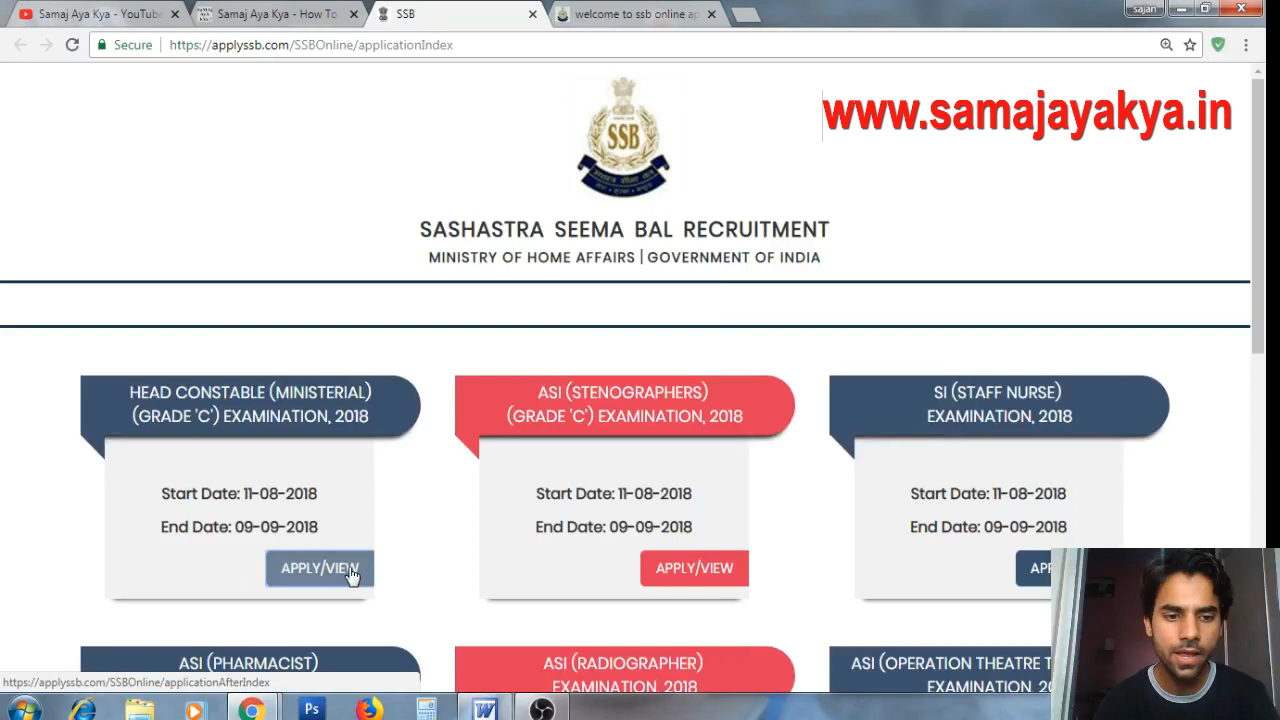 Samaj Aya Kya - YouTube
Samaj Aya Kya - How To
SSB
welcome to ssb online ap
sajan
Secure
https://applyssb.com/SSBOnline/applicationIndex
www.samajayakya.in
SSB
SASHASTRA SEEMA BAL RECRUITMENT
MINISTRY OF HOME AFFAIRS | GOVERNMENT OF INDIA
HEAD CONSTABLE (MINISTERIAL)
(GRADE 'C') EXAMINATION, 2018
Start Date: 11-08-2018
End Date: 09-09-2018
APPLY/VIEW
ASI (STENOGRAPHERS)
(GRADE 'C') EXAMINATION, 2018
Start Date: 11-08-2018
End Date: 09-09-2018
APPLY/VIEW
SI (STAFF NURSE)
EXAMINATION, 2018
Start Date: 11-08-2018
End Date: 09-09-2018
AP
ASI (PHARMACIST)
ASI (RADIOGRAPHER)
EXAMINATION, 2018
ASI (OPERATION THEATRE T
EXAMINATION, 2018
https://applyssb.com/SSBOnline/applicationAfterIndex
Ps